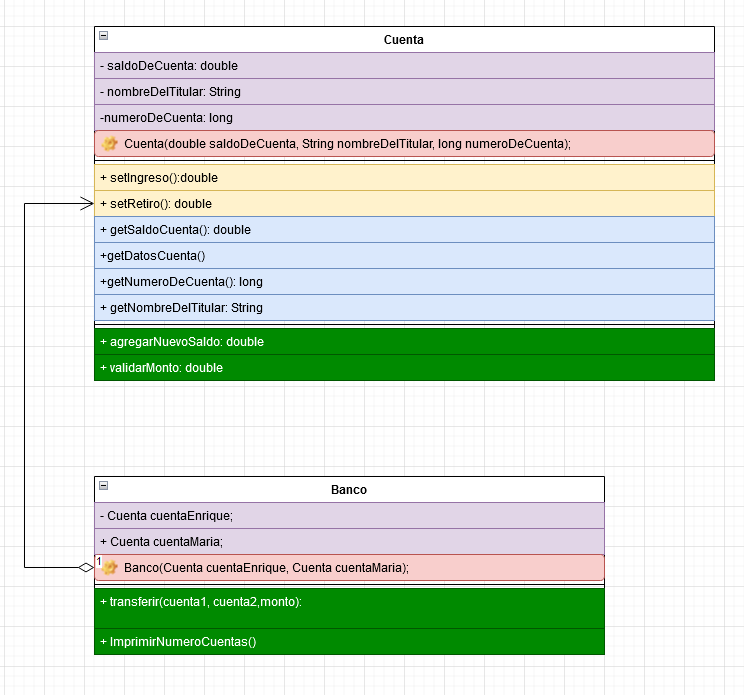 Cuenta
- saldoDeCuenta: double
- nombreDelTitular: String
-numeroDeCuenta: long
Cuenta(double saldoDeCuenta, String nombreDelTitular, long numeroDeCuenta);
+ setIngreso():double
+ setRetiro(): double
+ getSaldoCuenta(): double
+getDatosCuenta()
+getNumeroDeCuenta(): long
+ getNombreDelTitular: String
+ agregarNuevoSaldo: double
+ validarMonto: double
Banco
- Cuenta cuentaEnrique;
+ Cuenta cuentaMaria;
1
Banco(Cuenta cuentaEnrique, Cuenta cuentaMaria);
+ transferir(cuenta1, cuenta2,monto):
+ ImprimirNumeroCuentas()